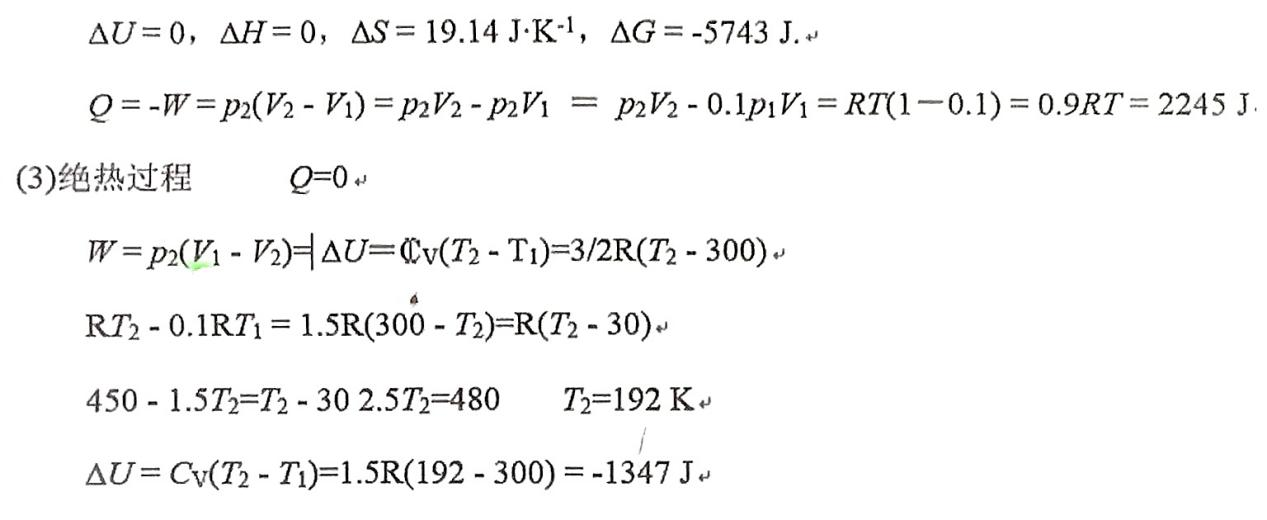 ΔU = 0, ΔH = 0, ΔS = 19.14 J·K⁻¹, ΔG = -5743 J.
Q = -W = p₂(V₂ - V₁) = p₂V₂ - p₂V₁ = p₂V₂ - 0.1p₁V₁ = RT(1－0.1) = 0.9RT = 2245 J.
(3)绝热过程 Q=0
W = p₂(V₁ - V₂)= ΔU= Cv(T₂ - T₁)=3/2R(T₂ - 300)
RT₂ - 0.1RT₁ = 1.5R(300 - T₂)=R(T₂ - 30)
450 - 1.5T₂=T₂ - 30 2.5T₂=480 T₂=192 K
ΔU = Cv(T₂ - T₁)=1.5R(192 - 300) = -1347 J